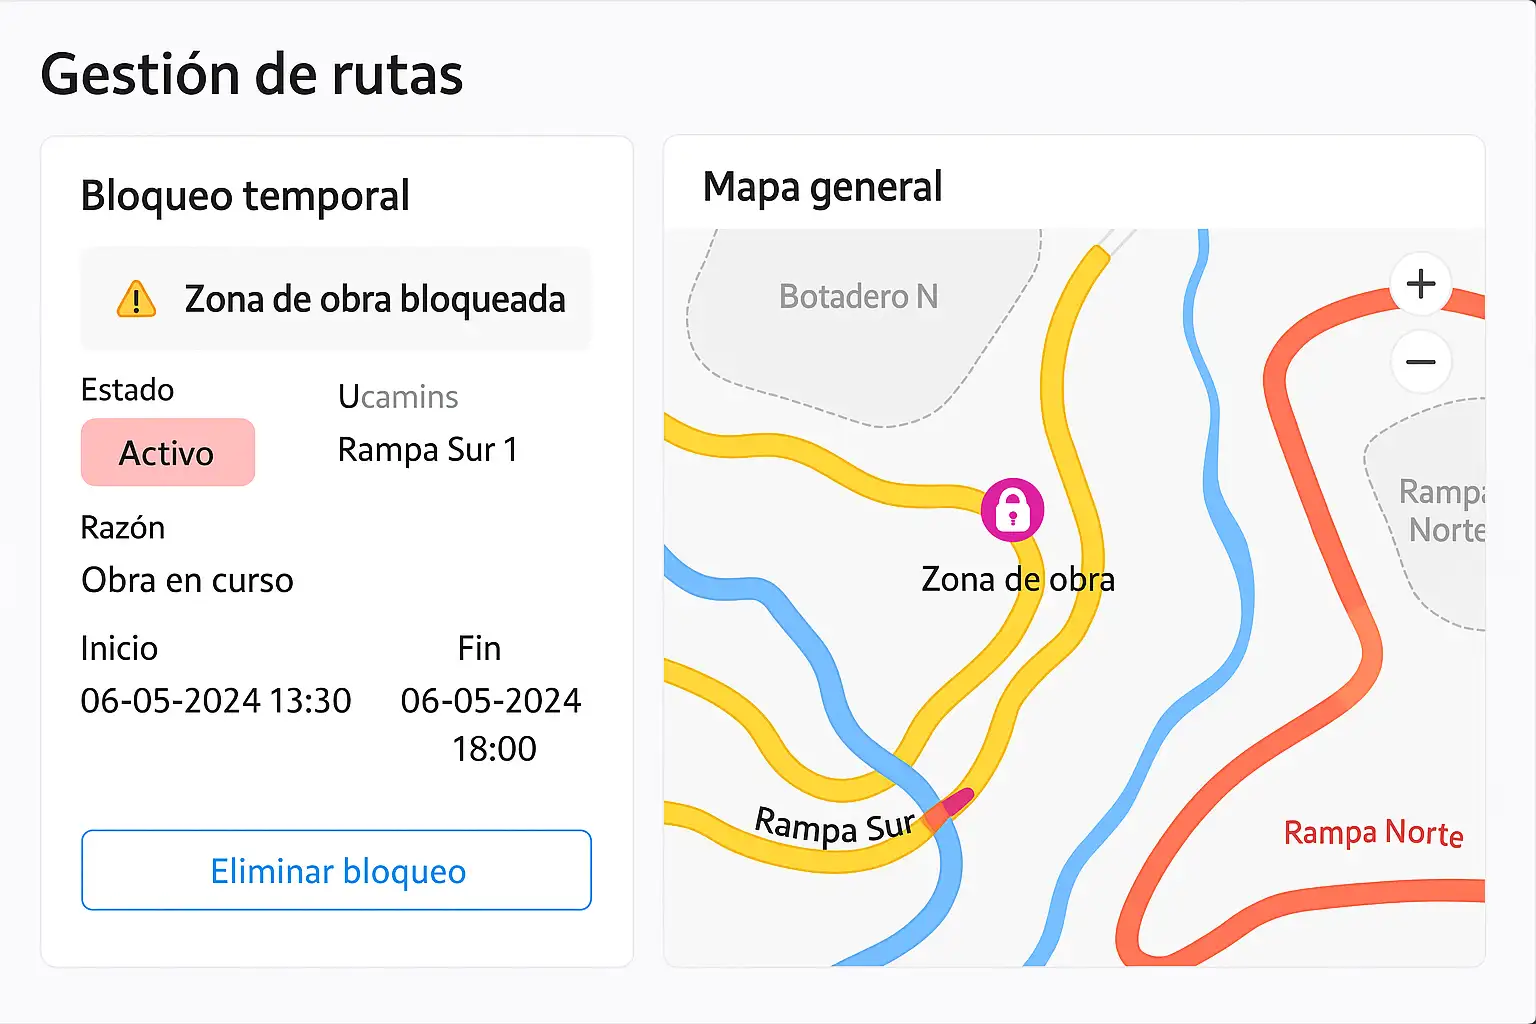 Gestión de rutas
Bloqueo temporal
Zona de obra bloqueada
Estado
Ucamins
Activo
Rampa Sur 1
Razón
Obra en curso
Inicio
Fin
06-05-2024 13:30
06-05-2024
18:00
Eliminar bloqueo
Mapa general
Botadero N
+
−
Rampa
Norte
Zona de obra
Rampa Sur
Rampa Norte